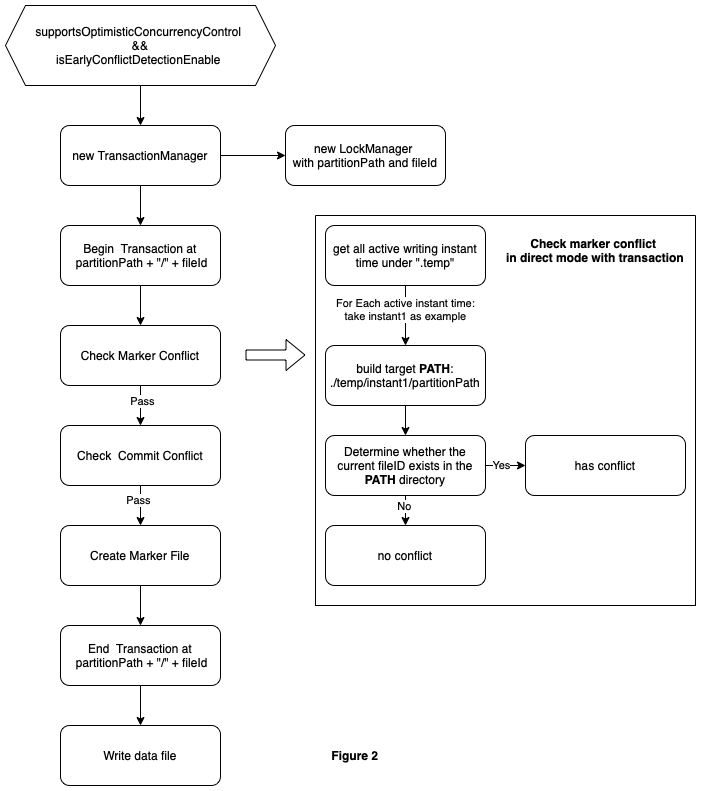 supportsOptimisticConcurrencyControl
&&
isEarlyConflictDetectionEnable
new TransactionManager
new LockManager
with partitionPath and fileId
Begin Transaction at
partitionPath + "/" + fileId
Check Marker Conflict
Pass
Check Commit Conflict
Pass
Create Marker File
End Transaction at
partitionPath + "/" + fileId
Write data file
Check marker conflict
in direct mode with transaction
get all active writing instant
time under ".temp"
For Each active instant time:
take instant1 as example
build target PATH:
./temp/instant1/partitionPath
Determine whether the
current fileID exists in the
PATH directory
Yes
has conflict
No
no conflict
Figure 2